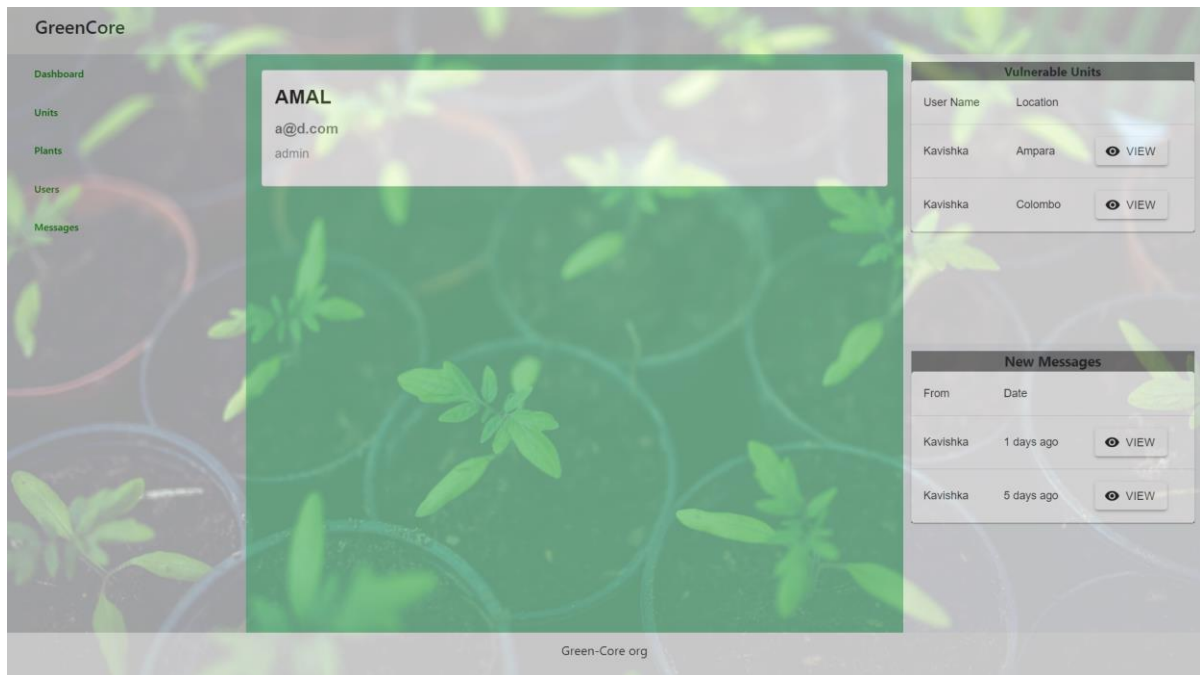 GreenCore
Dashboard
Units
Plants
Users
Messages
AMAL
a@d.com
admin
Vulnerable Units
User Name Location
Kavishka Ampara VIEW
Kavishka Colombo VIEW
New Messages
From Date
Kavishka 1 days ago VIEW
Kavishka 5 days ago VIEW
Green-Core org